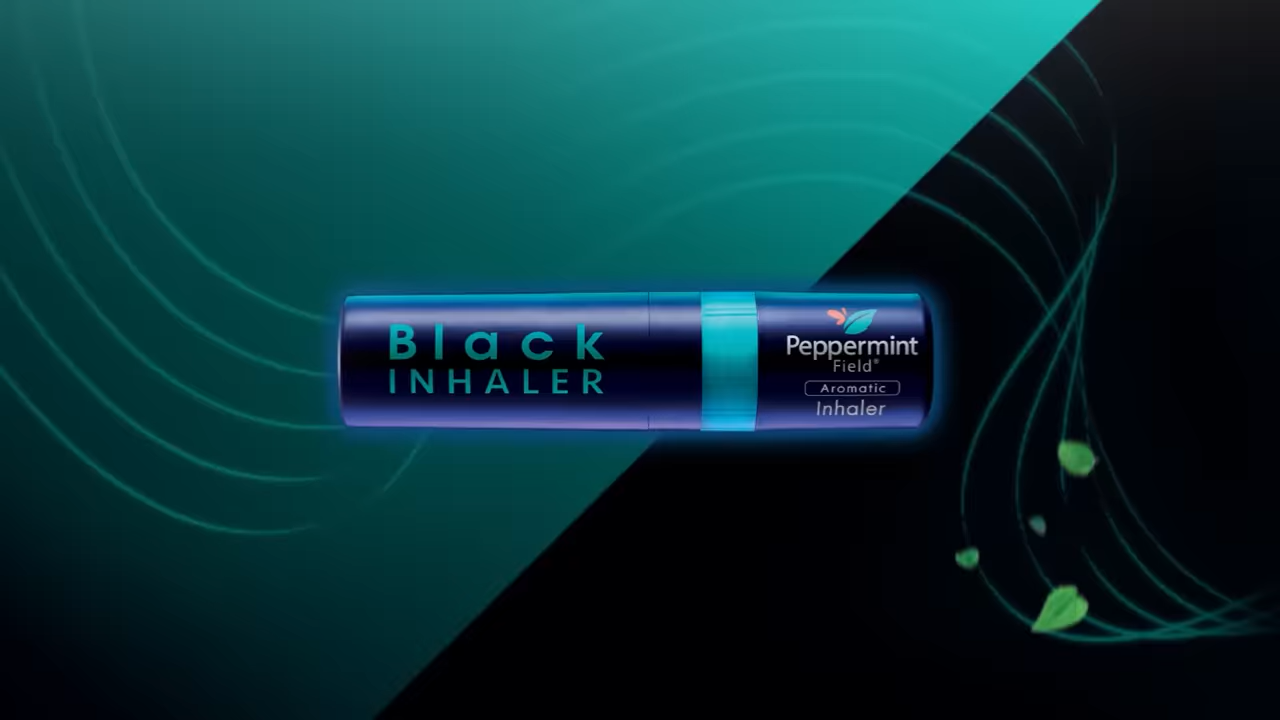 Black
INHALER
Peppermint
Field®
Aromatic
Inhaler